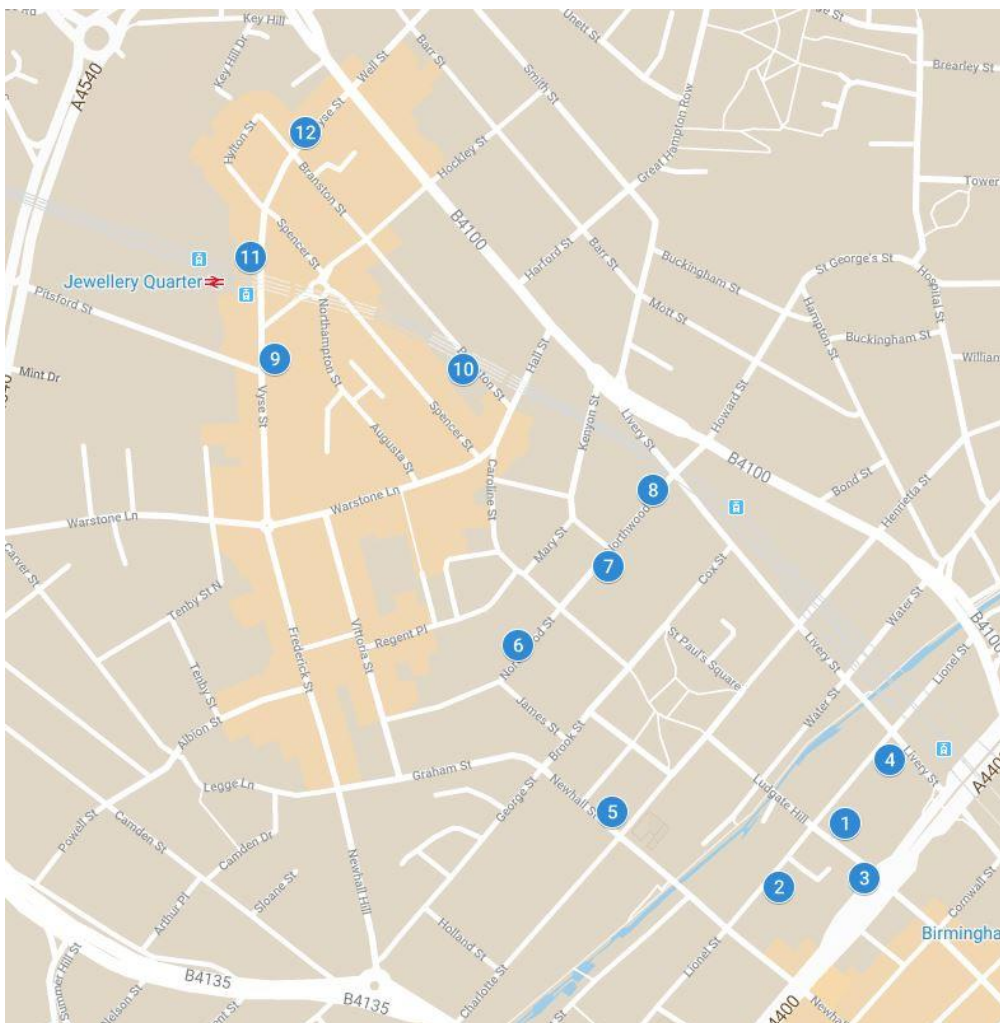 Key Hill
Unett St
Brearley St
A4540
Key Hill Dr
Well St
Barr St
Smith St
12
Vyse St
Hylton St
Branston St
Hockley St
Great Hampton Row
Tower
B4100
Spencer St
11
Jewellery Quarter
Pitsford St
Harford St
Barr St
Buckingham St
St George's St
Hospital St
Mott St
Hampton St
Buckingham St
William
Northampton St
9
10
Hall St
Mint Dr
Vyse St
Spencer St
Augusta St
Kenyon St
Livery St
Howard St
B4100
Bond St
Henrietta St
Warstone Ln
Caroline St
8
Warstone Ln
Northwood
Mary St
7
Cox St
Carver St
Tenby St N
Regent Pl
Vittoria St
Frederick St
6
St Paul's Square
Water St
B4100
Livery St
Lionel St
Tenby St
Albion St
James St
Brook St
Water St
4
Livery St
A4400
Graham St
Legge Ln
Newhall St
5
Ludgate Hill
1
George St
Powell St
Camden St
Camden Dr
Newhall Hill
2
3
Cornwall St
Sloane St
Arthur Pl
Holland St
Charlotte St
Lionel St
Birmingha
Summer Hill St
Nelson St
B4135
B4135
A4400
Newhall